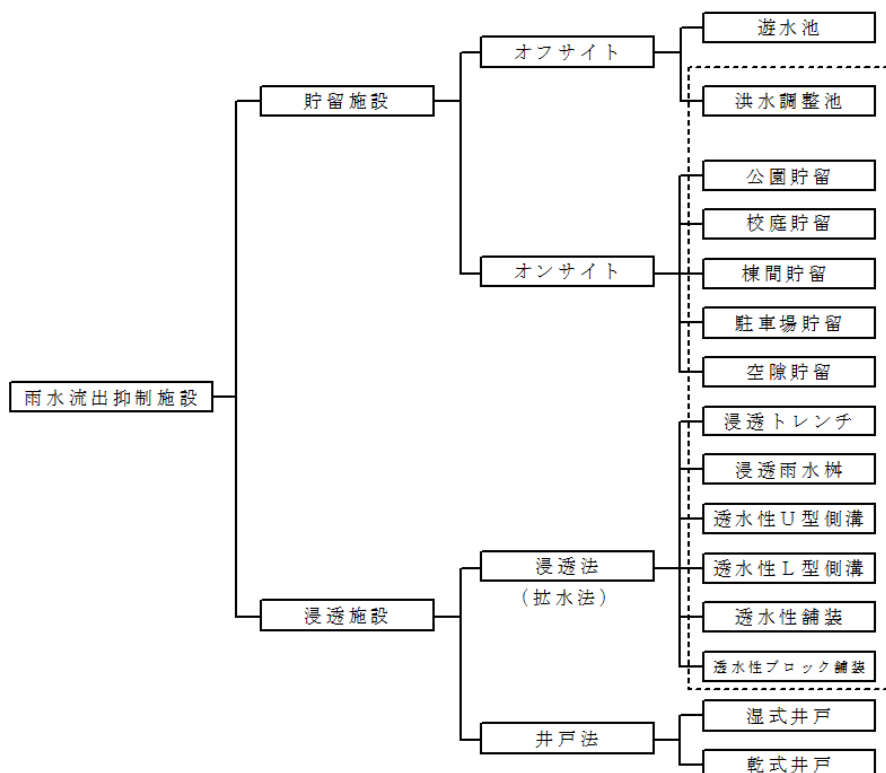 雨水流出抑制施設
貯留施設
オフサイト
遊水池
洪水調整池
オンサイト
公園貯留
校庭貯留
棟間貯留
駐車場貯留
空隙貯留
浸透施設
浸透法
(拡水法)
浸透トレンチ
浸透雨水桝
透水性U型側溝
透水性L型側溝
透水性舗装
透水性ブロック舗装
井戸法
湿式井戸
乾式井戸